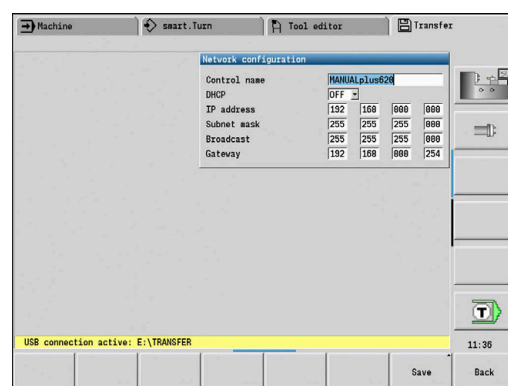 Machine smart.Turn Tool editor Transfer
Network configuration
Control name MANUALplus620
DHCP OFF
IP address 192 168 000 000
Subnet mask 255 255 255 000
Broadcast 255 255 255 000
Gateway 192 168 000 254
T
USB connection active: E:\TRANSFER
11:36
Save Back